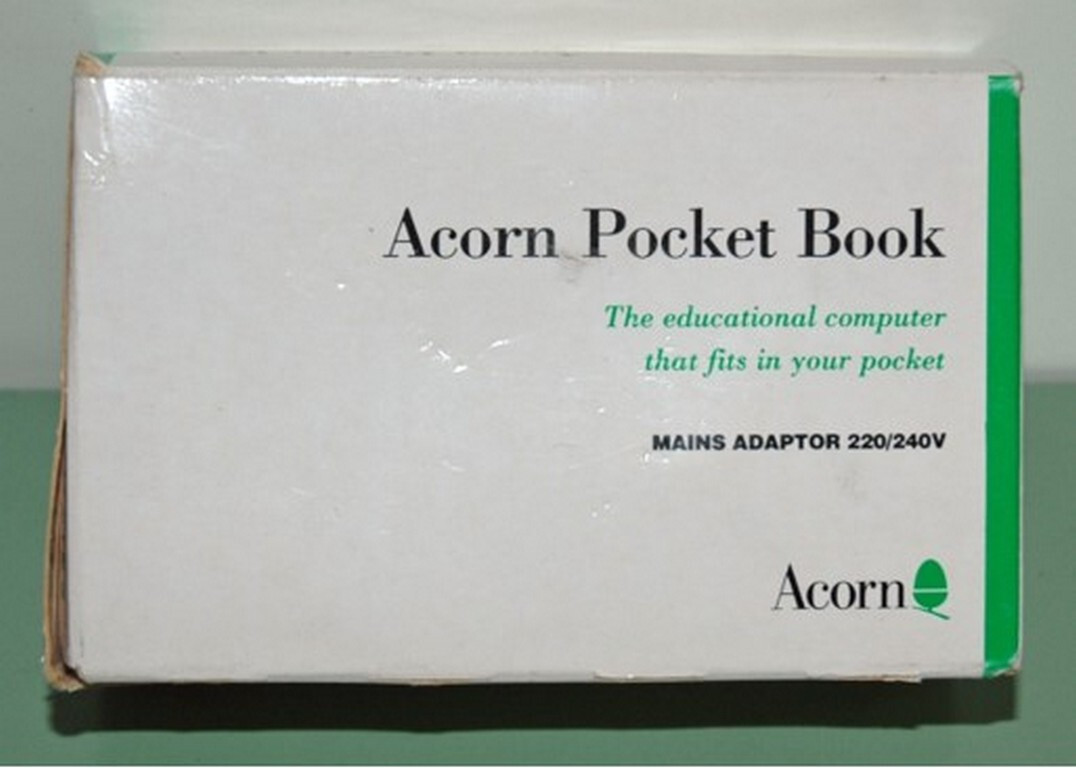 Acorn Pocket Book
The educational computer
that fits in your pocket
MAINS ADAPTOR 220/240V
Acorn